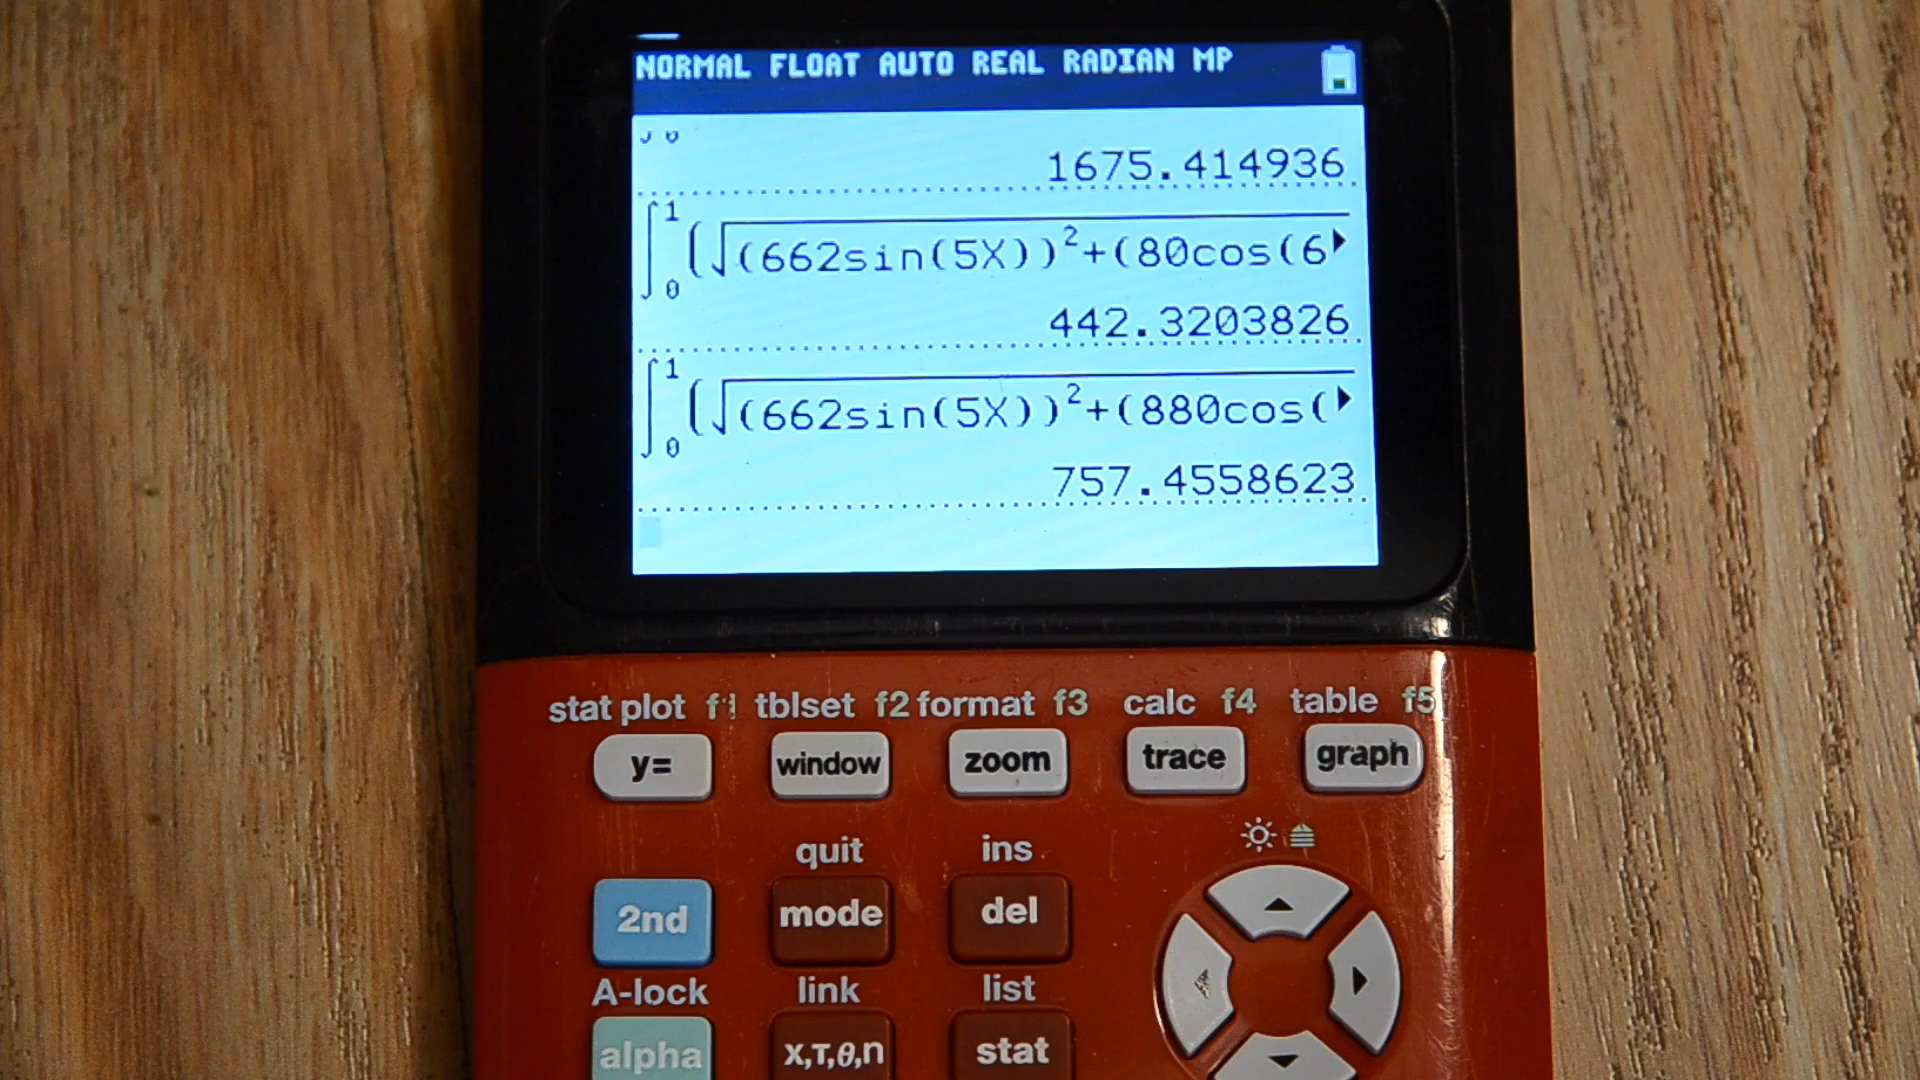 NORMAL FLOAT AUTO REAL RADIAN MP
1675.414936
∫₀¹(√(662sin(5X))²+(80cos(6▶
442.3203826
∫₀¹(√(662sin(5X))²+(880cos(▶
757.4558623
stat plot f1 tblset f2 format f3 calc f4 table f5
y= window zoom trace graph
quit ins
2nd mode del
A-lock link list
alpha X,T,θ,n stat